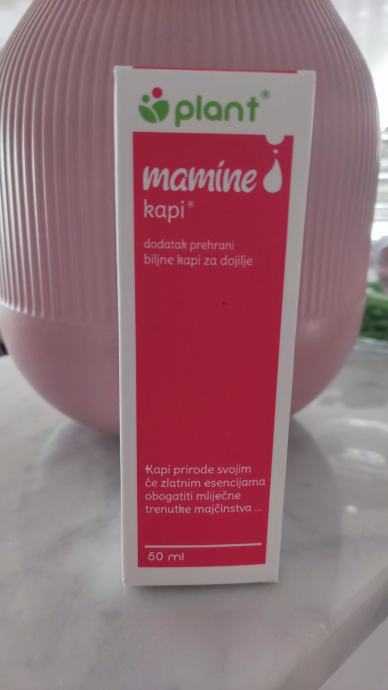 plant®
mamine
kapi®
dodatak prehrani
biljne kapi za dojilje
Kapi prirode svojim
će zlatnim esencijama
obogatiti mliječne
trenutke majčinstva ...
50 ml